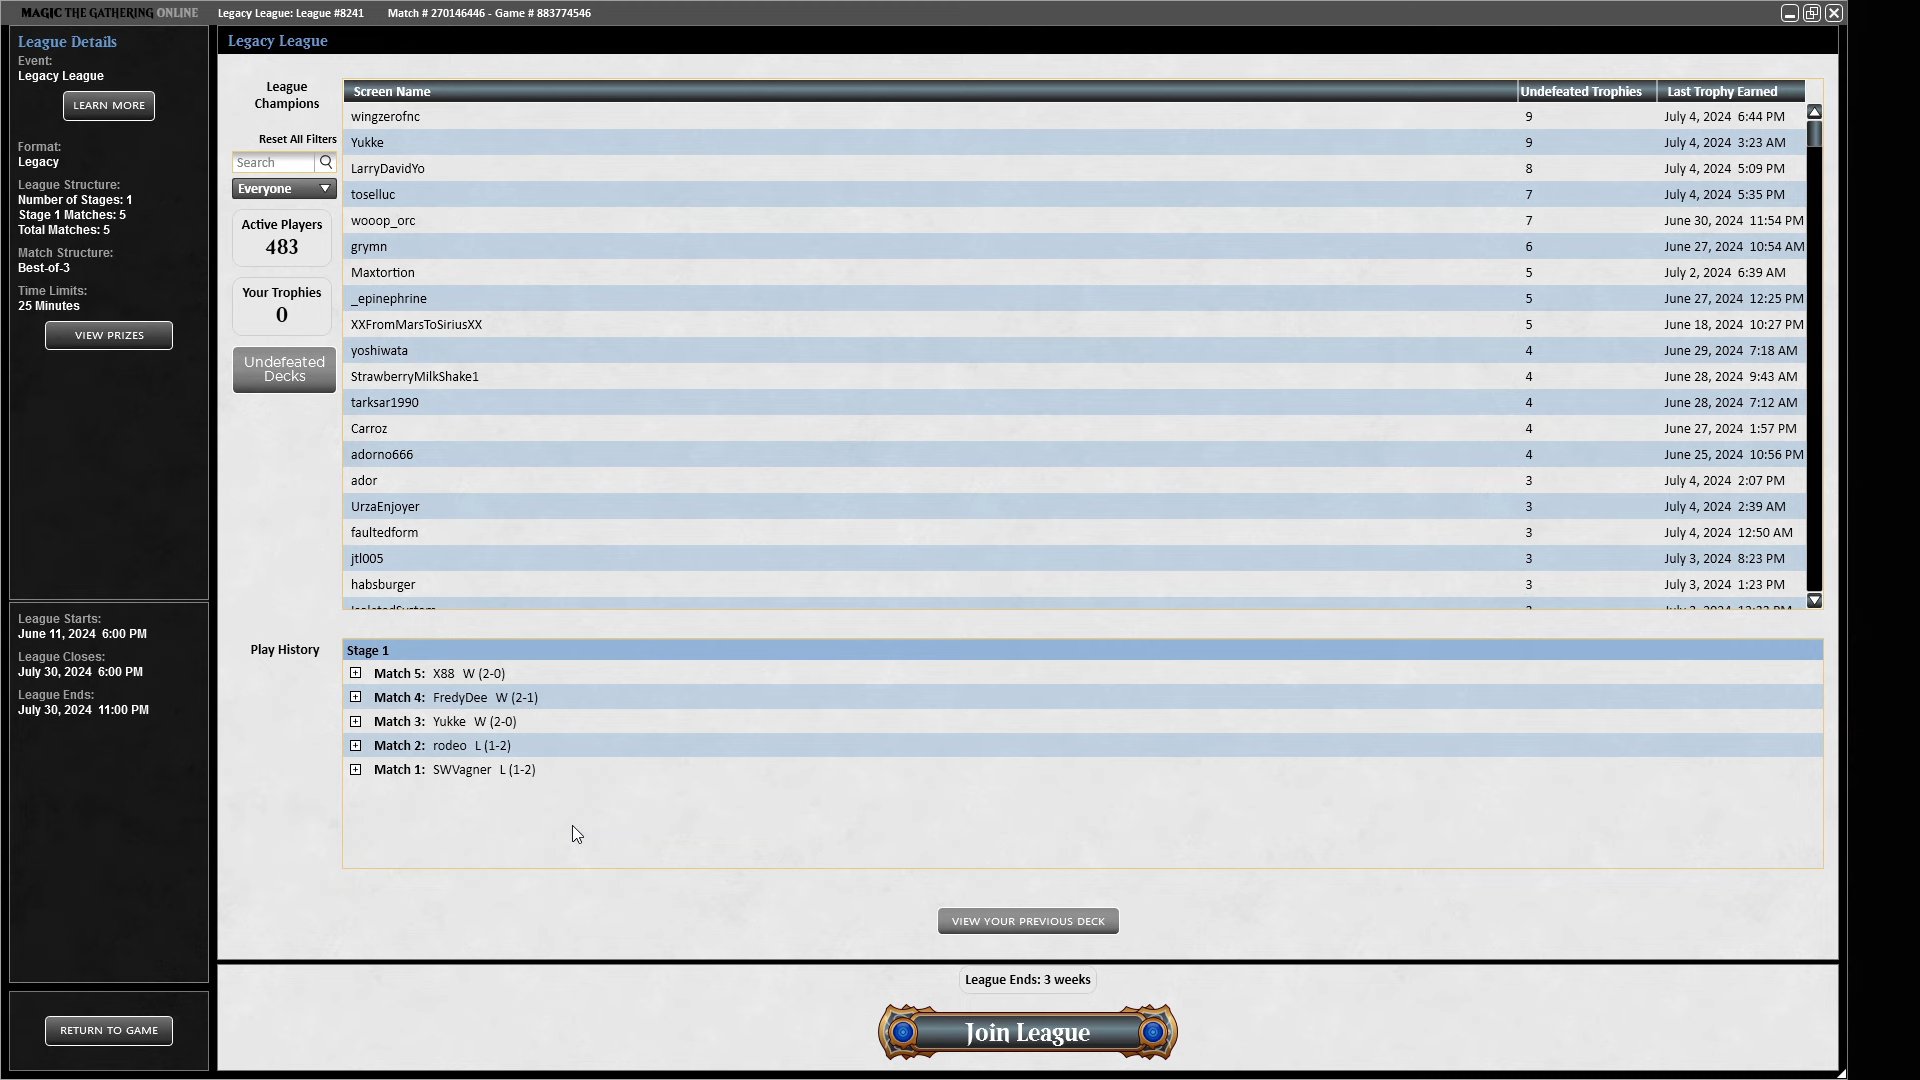 MAGIC THE GATHERING ONLINE
Legacy League: League #8241 Match # 270146446 - Game # 883774546
League Details
Event:
Legacy League
LEARN MORE
Format:
Legacy
League Structure:
Number of Stages: 1
Stage 1 Matches: 5
Total Matches: 5
Match Structure:
Best-of-3
Time Limits:
25 Minutes
VIEW PRIZES
League Starts:
June 11, 2024 6:00 PM
League Closes:
July 30, 2024 6:00 PM
League Ends:
July 30, 2024 11:00 PM
RETURN TO GAME
Legacy League
League
Champions
Reset All Filters
Search
Everyone
Active Players
483
Your Trophies
0
Undefeated
Decks
Screen Name Undefeated Trophies Last Trophy Earned
wingzerofnc 9 July 4, 2024 6:44 PM
Yukke 9 July 4, 2024 3:23 AM
LarryDavidYo 8 July 4, 2024 5:09 PM
toselluc 7 July 4, 2024 5:35 PM
wooop_orc 7 June 30, 2024 11:54 PM
grymn 6 June 27, 2024 10:54 AM
Maxtortion 5 July 2, 2024 6:39 AM
_epinephrine 5 June 27, 2024 12:25 PM
XXFromMarsToSiriusXX 5 June 18, 2024 10:27 PM
yoshiwata 4 June 29, 2024 7:18 AM
StrawberryMilkShake1 4 June 28, 2024 9:43 AM
tarksar1990 4 June 28, 2024 7:12 AM
Carroz 4 June 27, 2024 1:57 PM
adorno666 4 June 25, 2024 10:56 PM
ador 3 July 4, 2024 2:07 PM
UrzaEnjoyer 3 July 4, 2024 2:39 AM
faultedform 3 July 4, 2024 12:50 AM
jtl005 3 July 3, 2024 8:23 PM
habsburger 3 July 3, 2024 1:23 PM
Play History
Stage 1
Match 5: X88 W (2-0)
Match 4: FredyDee W (2-1)
Match 3: Yukke W (2-0)
Match 2: rodeo L (1-2)
Match 1: SWVagner L (1-2)
VIEW YOUR PREVIOUS DECK
League Ends: 3 weeks
Join League